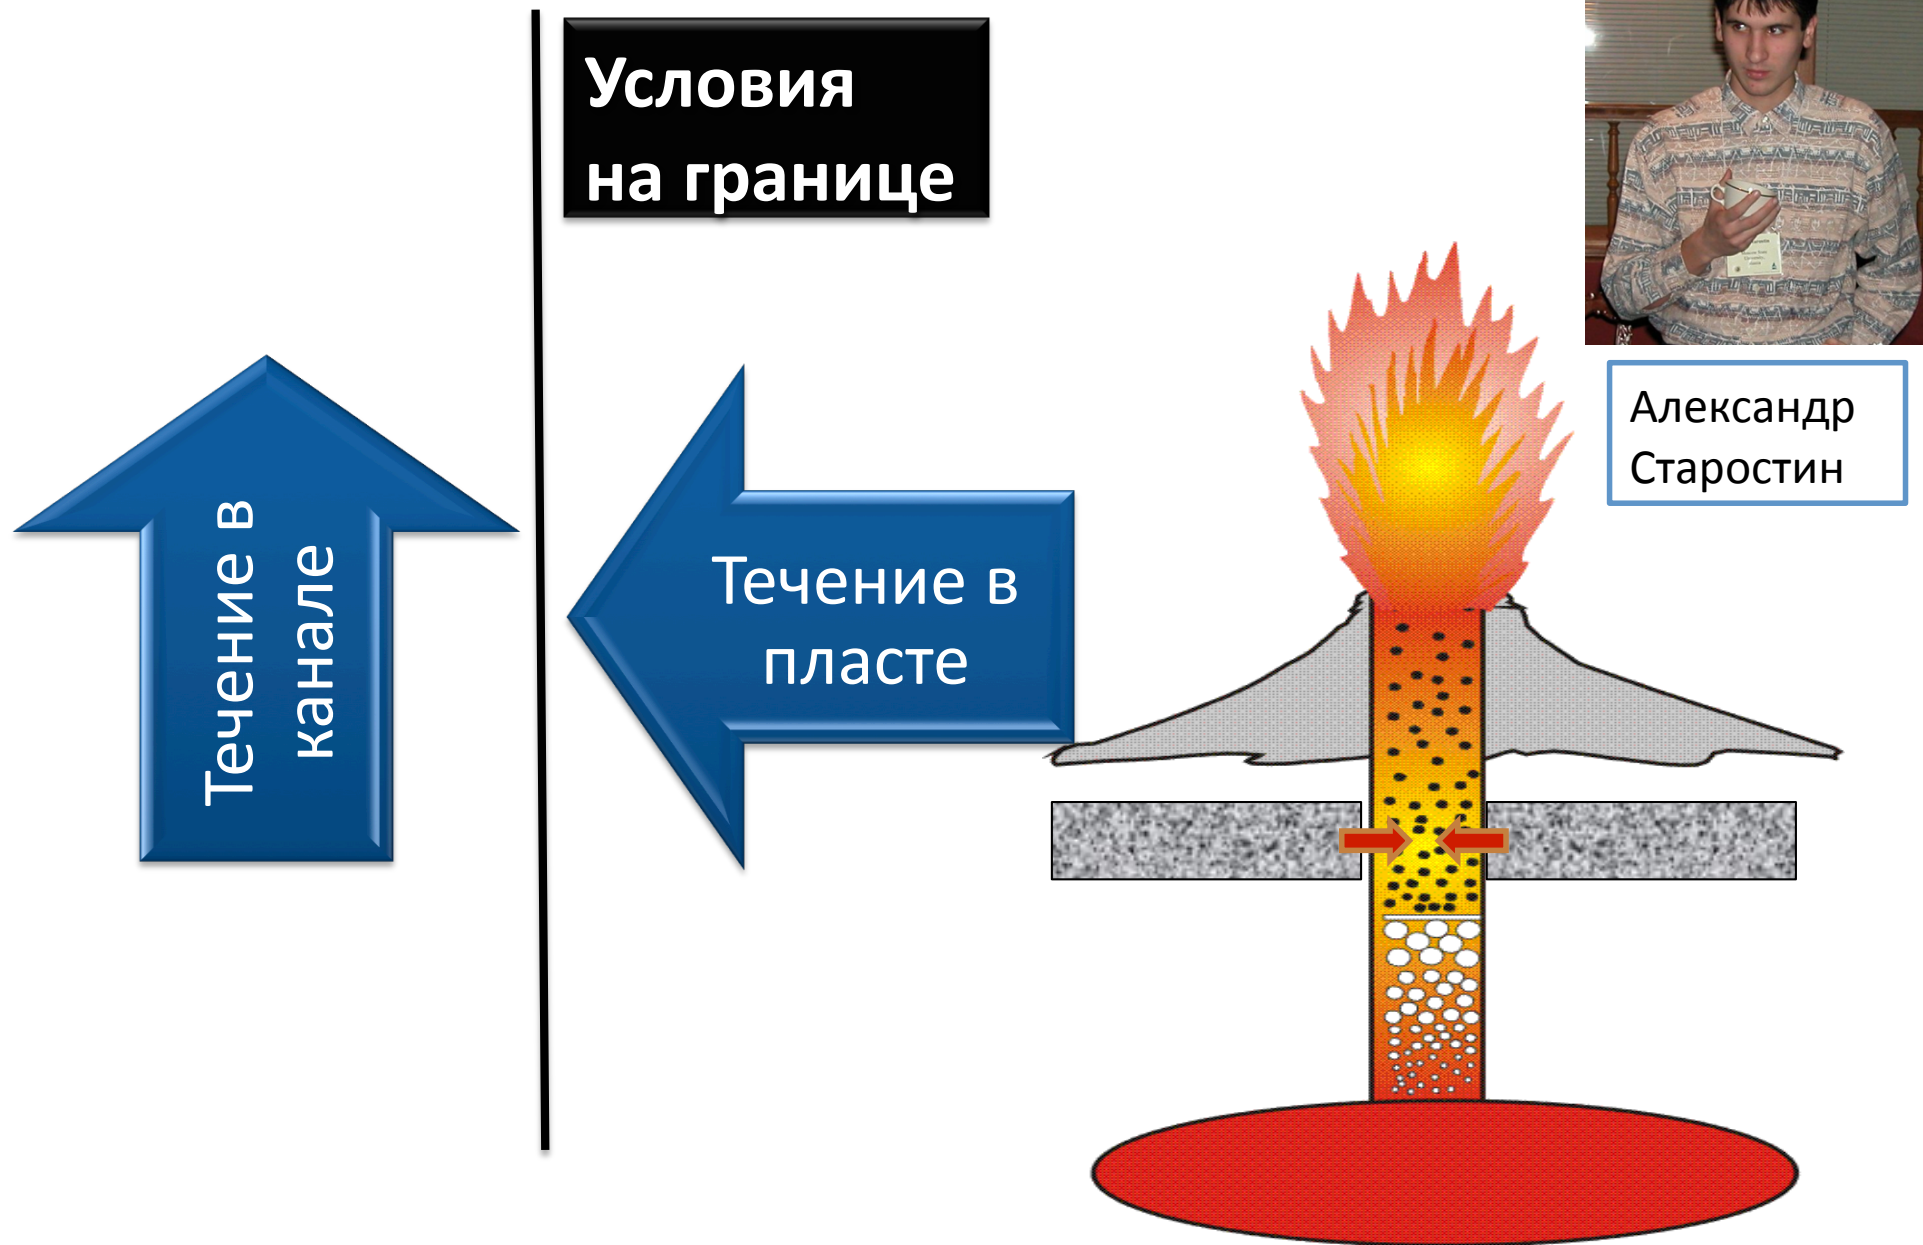 Условия
на границе
Александр
Старостин
Течение в
канале
Течение в
пласте